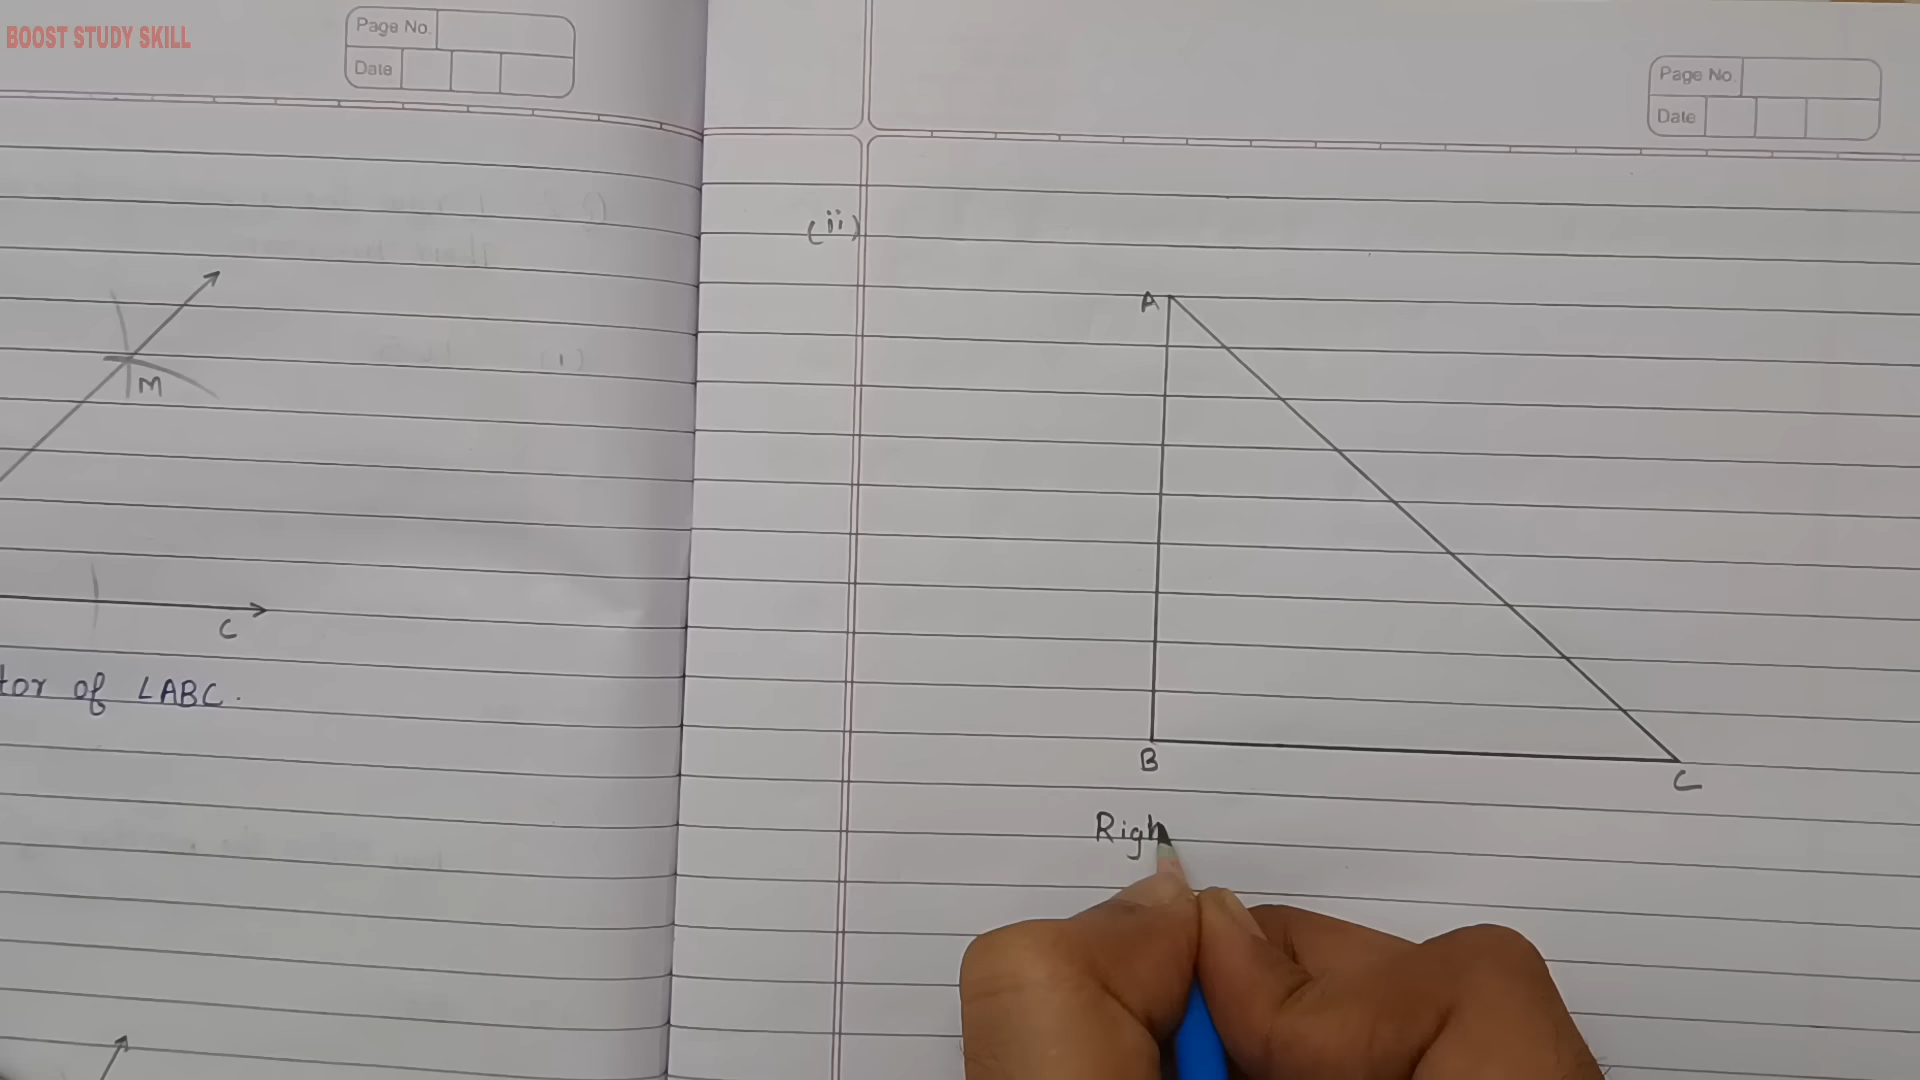 BOOST STUDY SKILL
Page No.
Date
M
C
tor of ∠ABC.
Page No.
Date
(ii)
A
B
C
Righ